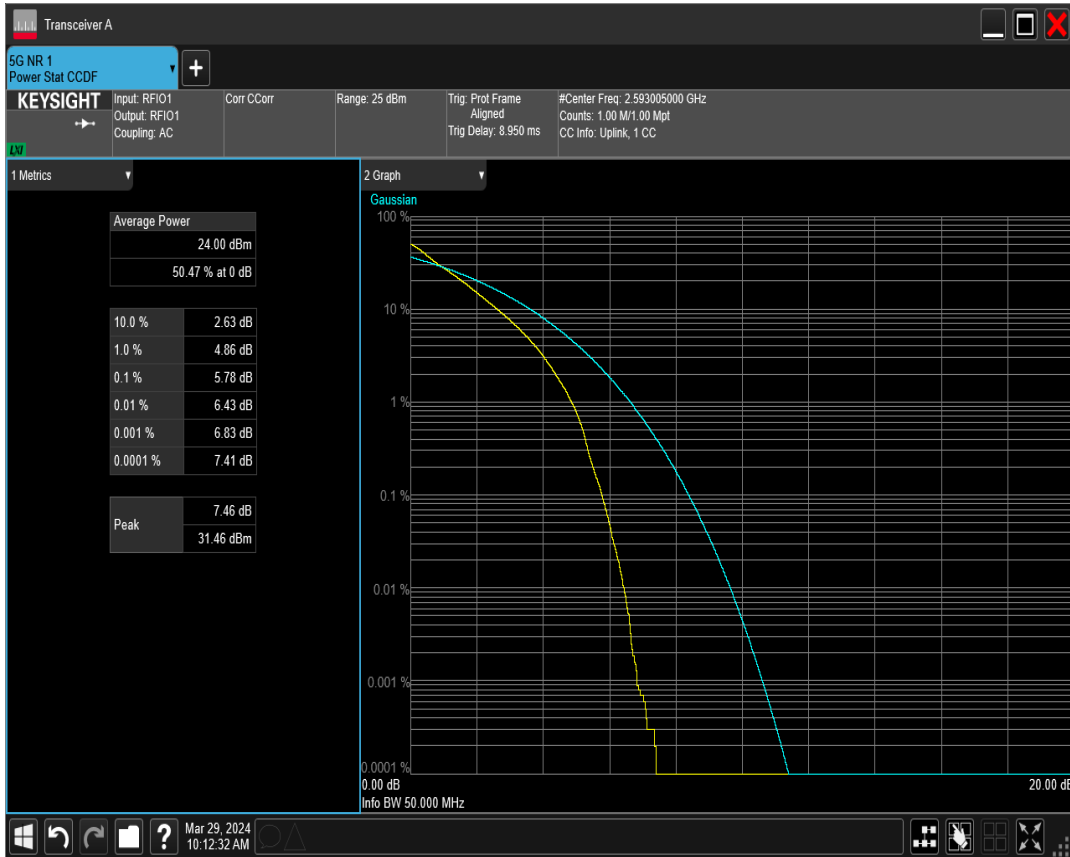 Transceiver A
5G NR 1
Power Stat CCDF
KEYSIGHT
LXI
Input: RFIO1
Output: RFIO1
Coupling: AC
Corr CCorr
Range: 25 dBm
Trig: Prot Frame
Aligned
Trig Delay: 8.950 ms
#Center Freq: 2.593005000 GHz
Counts: 1.00 M/1.00 Mpt
CC Info: Uplink, 1 CC
1 Metrics
Average Power
24.00 dBm
50.47 % at 0 dB
10.0 % 2.63 dB
1.0 % 4.86 dB
0.1 % 5.78 dB
0.01 % 6.43 dB
0.001 % 6.83 dB
0.0001 % 7.41 dB
Peak 7.46 dB
31.46 dBm
2 Graph
Gaussian
100 %
10 %
1 %
0.1 %
0.01 %
0.001 %
0.0001 %
0.00 dB 20.00 dB
Info BW 50.000 MHz
? Mar 29, 2024
10:12:32 AM